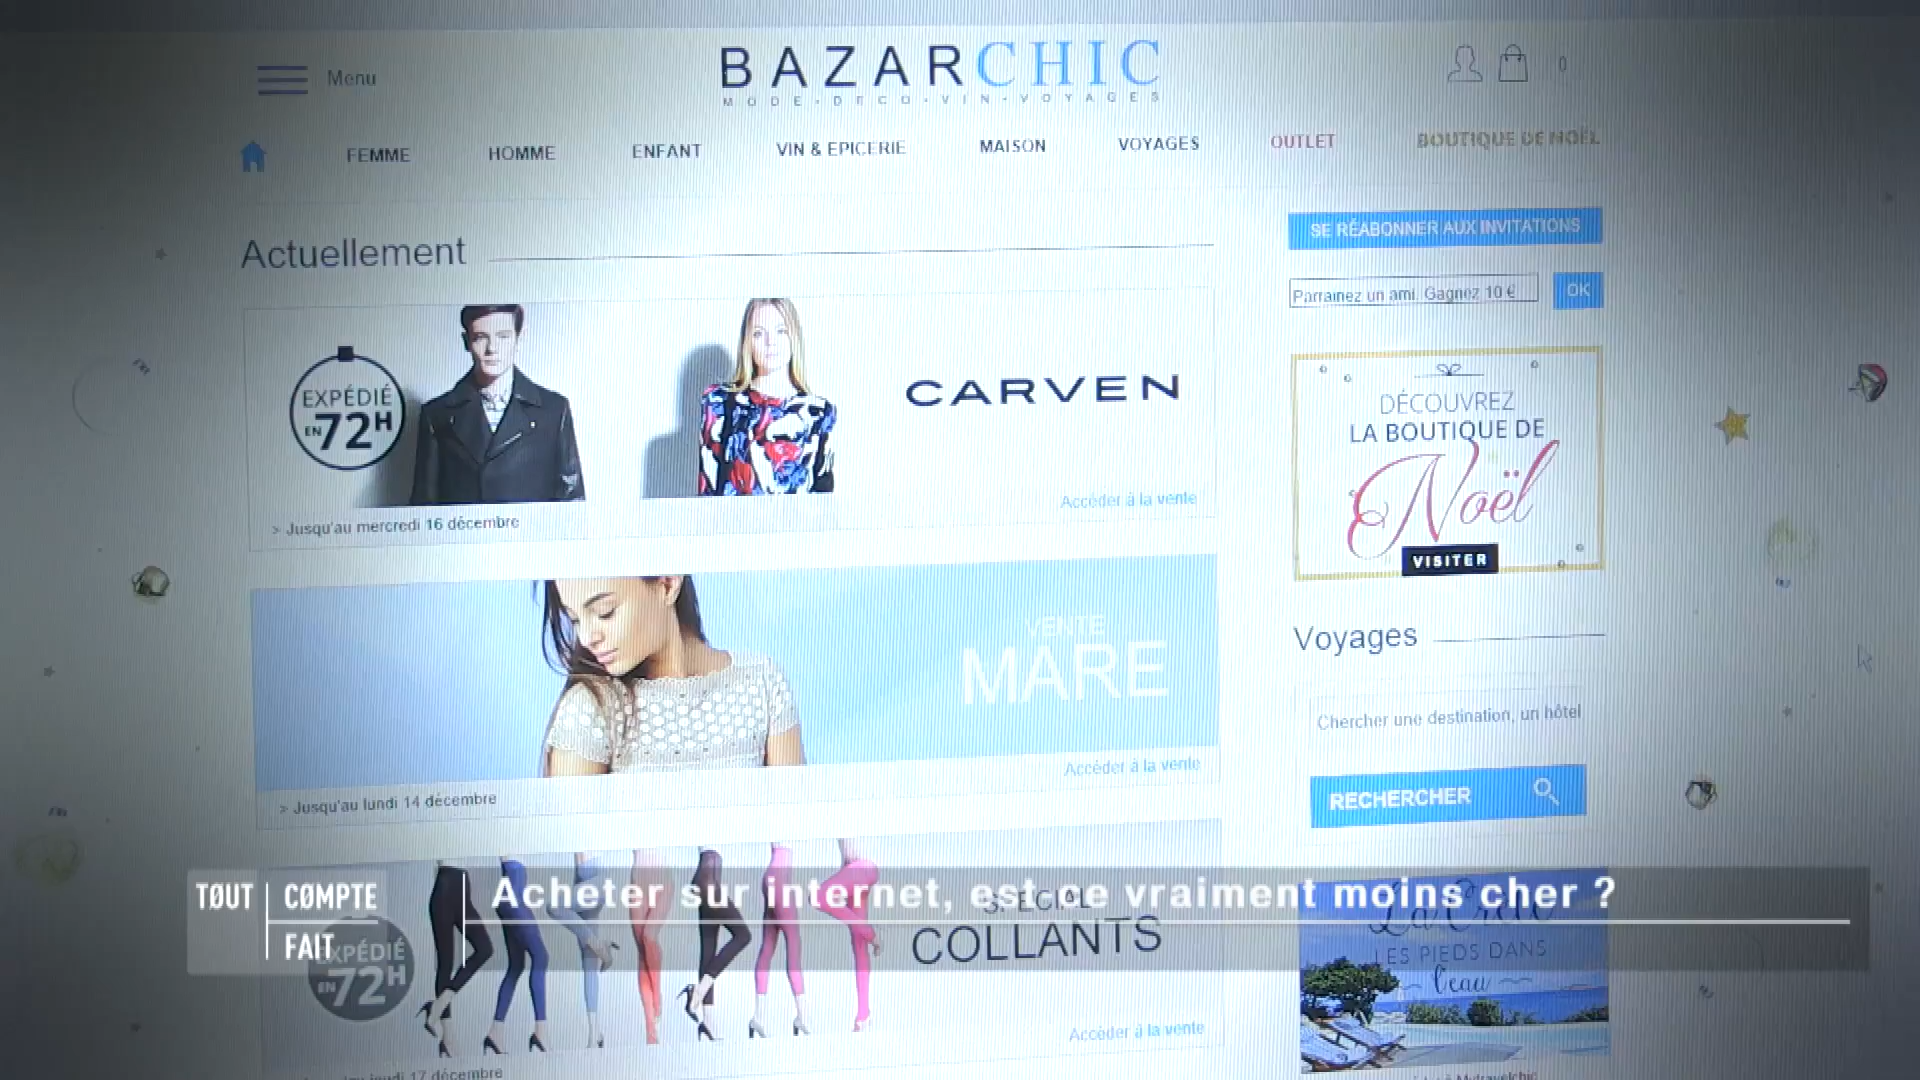 Menu
BAZARCHIC
MODE • DECO • VIN • VOYAGES
0
FEMME
HOMME
ENFANT
VIN & EPICERIE
MAISON
VOYAGES
OUTLET
BOUTIQUE DE NOËL
Actuellement
EXPÉDIÉ
EN 72H
CARVEN
> Jusqu'au mercredi 16 décembre
Accéder à la vente
VENTE
MARE
> Jusqu'au lundi 14 décembre
Accéder à la vente
SPÉCIAL
COLLANTS
EXPÉDIÉ
EN 72H
Accéder à la vente
jeudi 17 décembre
SE RÉABONNER AUX INVITATIONS
Parrainez un ami. Gagnez 10 €
OK
DÉCOUVREZ
LA BOUTIQUE DE
Noël
VISITER
Voyages
Chercher une destination, un hôtel
RECHERCHER
LES PIEDS DANS
l'eau
TOUT COMPTE
FAIT
Acheter sur internet, est-ce vraiment moins cher ?